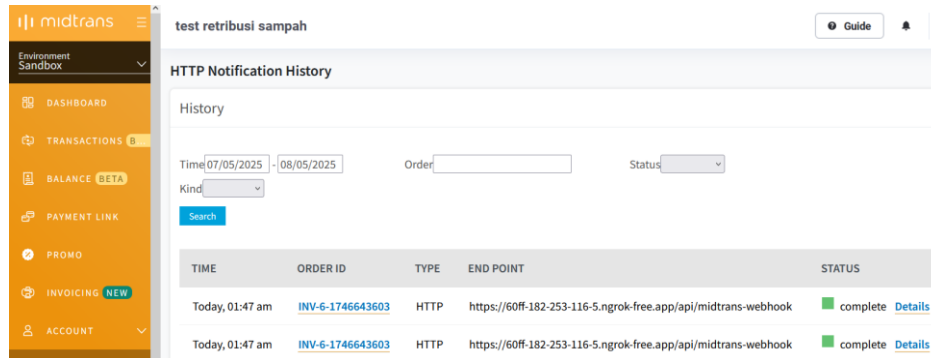 midtrans
Environment
Sandbox
DASHBOARD
TRANSACTIONS B
BALANCE BETA
PAYMENT LINK
PROMO
INVOICING NEW
ACCOUNT
test retribusi sampah
Guide
HTTP Notification History
History
Time 07/05/2025 - 08/05/2025 Order Status
Kind
Search
TIME ORDER ID TYPE END POINT STATUS
Today, 01:47 am INV-6-1746643603 HTTP https://60ff-182-253-116-5.ngrok-free.app/api/midtrans-webhook complete Details
Today, 01:47 am INV-6-1746643603 HTTP https://60ff-182-253-116-5.ngrok-free.app/api/midtrans-webhook complete Details